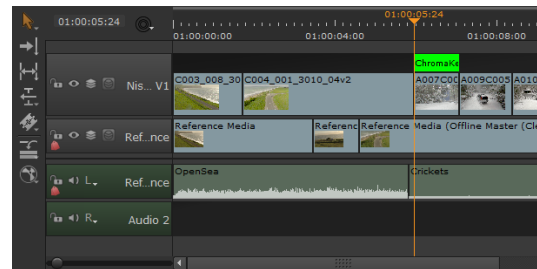 01:00:05:24
01:00:05:24
01:00:00:00
01:00:04:00
01:00:08:00
ChromaKe
Nis... V1
C003_008_30
C004_001_3010_04v2
A007C00
A009C005
A010
Ref...nce
Reference Media
Referenc
Reference Media (Offline Master (Cle
L
Ref...nce
OpenSea
Crickets
R
Audio 2